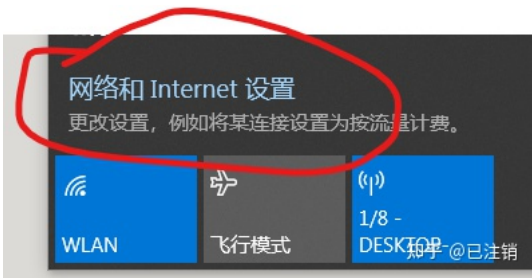 网络和 Internet 设置
更改设置，例如将某连接设置为按流量计费。
WLAN
飞行模式
1/8 -
DESKTOP-
知乎 @已注销